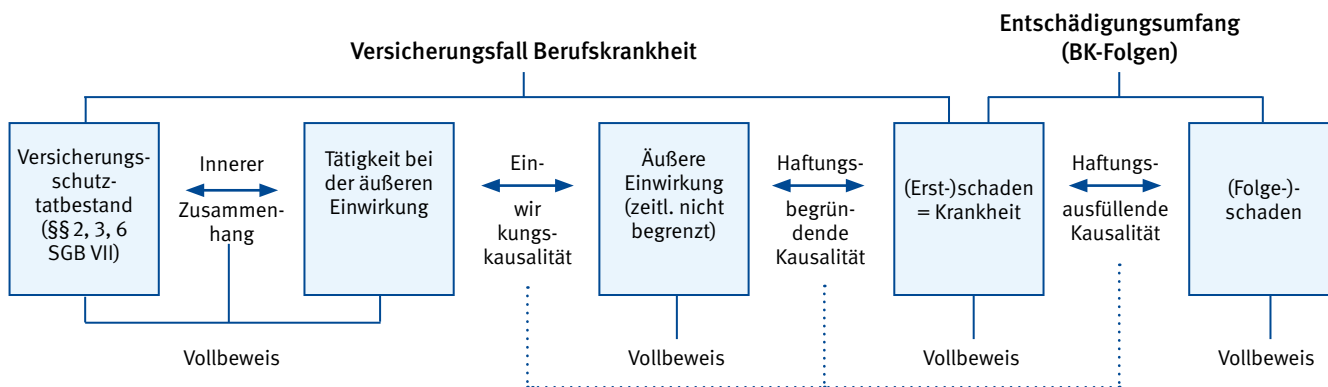 Entschädigungsumfang
(BK-Folgen)
Versicherungsfall Berufskrankheit
Versicherungs-
schutz-
tatbestand
(§§ 2, 3, 6
SGB VII)
Innerer
Zusammen-
hang
Tätigkeit bei
der äußeren
Einwirkung
Ein-
wir
kungs-
kausalität
Äußere
Einwirkung
(zeitl. nicht
begrenzt)
Haftungs-
begrün-
dende
Kausalität
(Erst-)schaden
= Krankheit
Haftungs-
ausfüllende
Kausalität
(Folge-)-
schaden
Vollbeweis
Vollbeweis
Vollbeweis
Vollbeweis